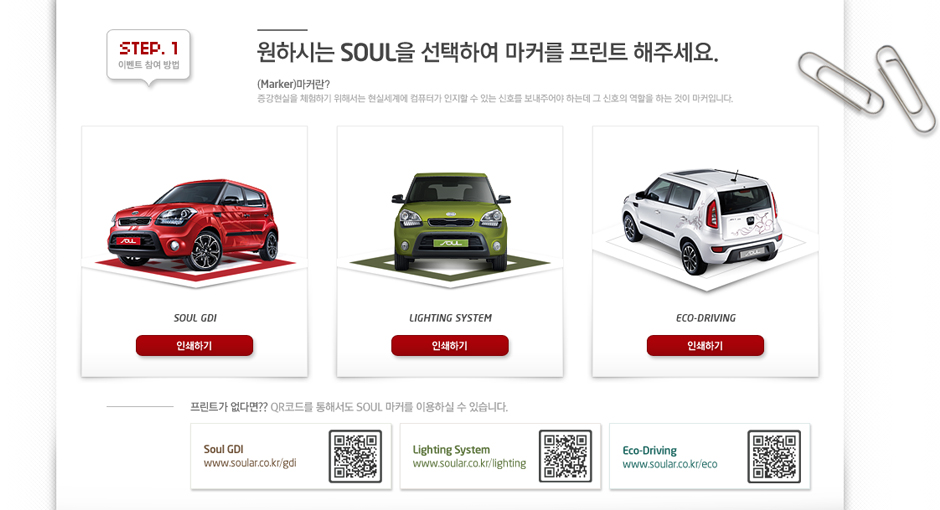 STEP. 1
이벤트 참여 방법
원하시는 SOUL을 선택하여 마커를 프린트 해주세요.
(Marker)마커란?
증강현실을 체험하기 위해서는 현실세계에 컴퓨터가 인지할 수 있는 신호를 보내주어야 하는데 그 신호의 역할을 하는 것이 마커입니다.
SOUL
SOUL
SOUL GDI
LIGHTING SYSTEM
ECO-DRIVING
인쇄하기
인쇄하기
인쇄하기
프린트가 없다면?? QR코드를 통해서도 SOUL 마커를 이용하실 수 있습니다.
Soul GDI
www.soular.co.kr/gdi
Lighting System
www.soular.co.kr/lighting
Eco-Driving
www.soular.co.kr/eco